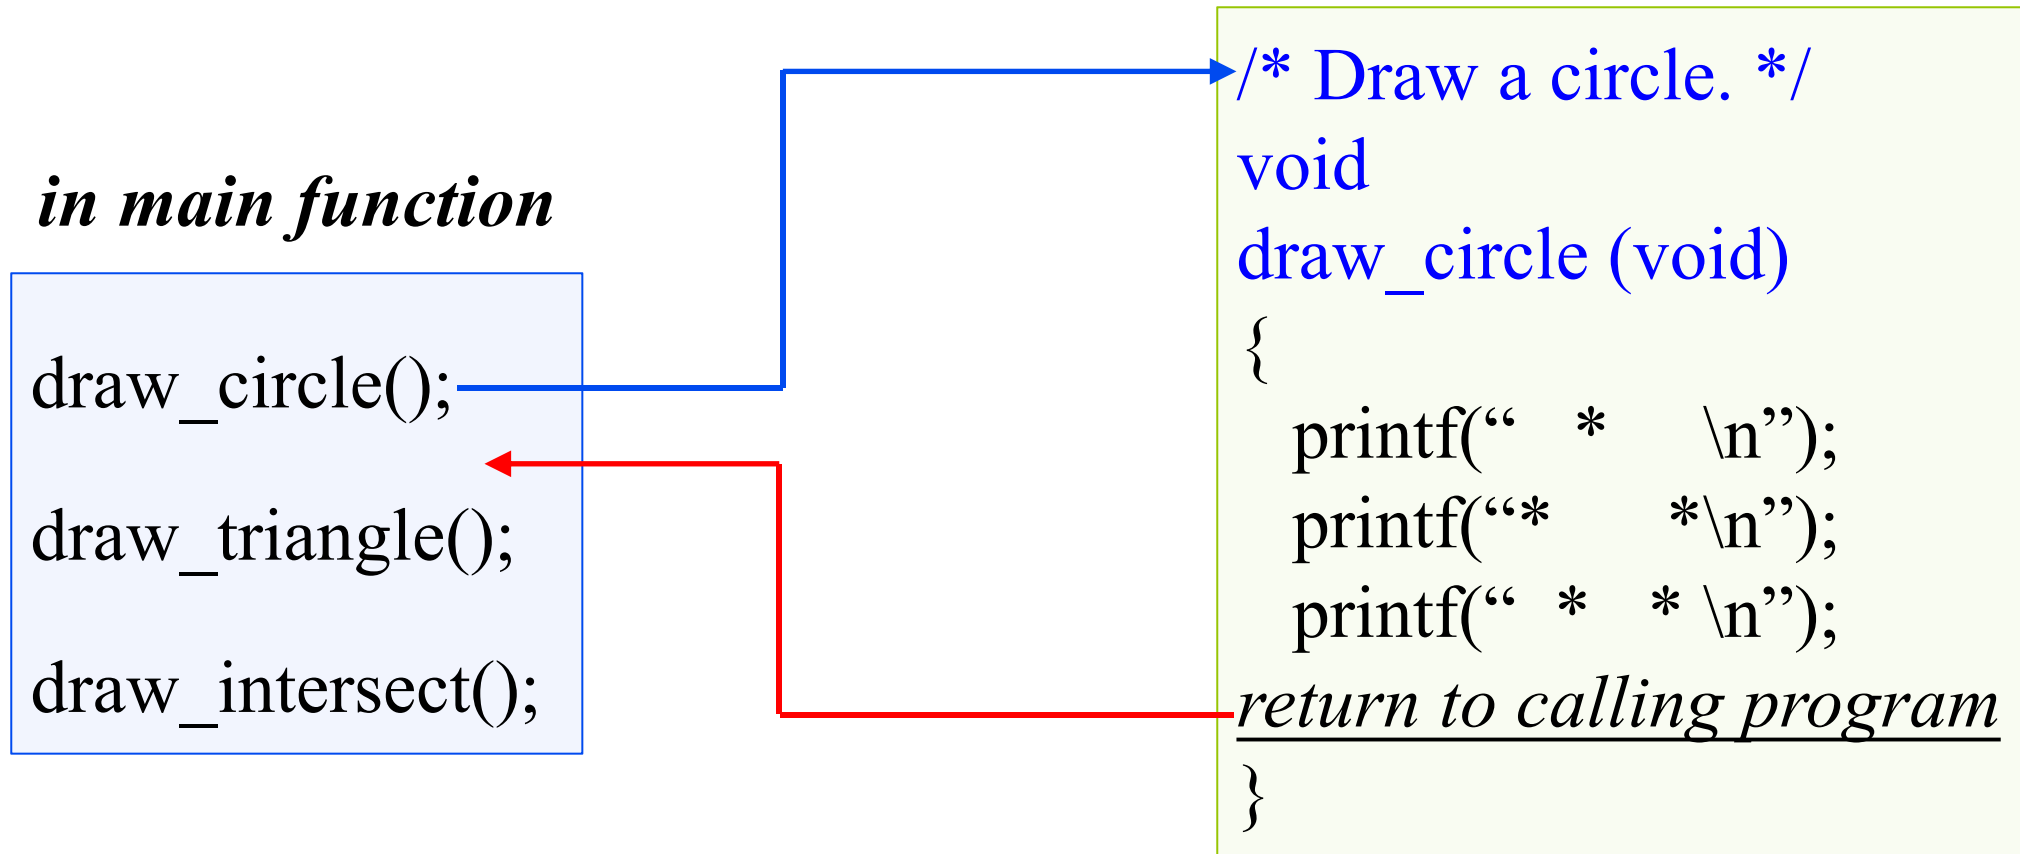 in main function
draw_circle();
draw_triangle();
draw_intersect();
/* Draw a circle. */
void
draw_circle (void)
{
printf(“   *     \n”);
printf(“*      *\n”);
printf(“  *   * \n”);
return to calling program
}